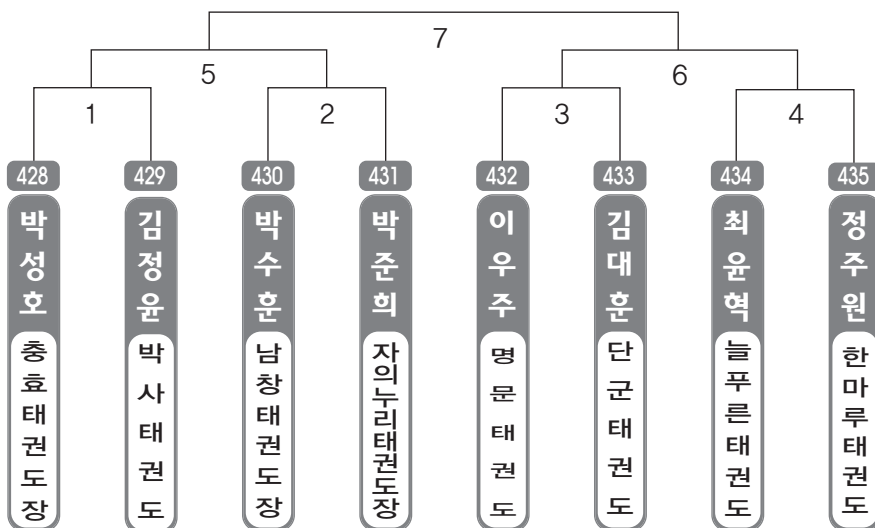 7
5
6
1
2
3
4
428
429
430
431
432
433
434
435
박성호
김정윤
박수훈
박준희
이우주
김대훈
최윤혁
정주원
충효태권도장
박사태권도
남창태권도장
자의누리태권도장
명문태권도
단군태권도
늘푸른태권도
한마루태권도